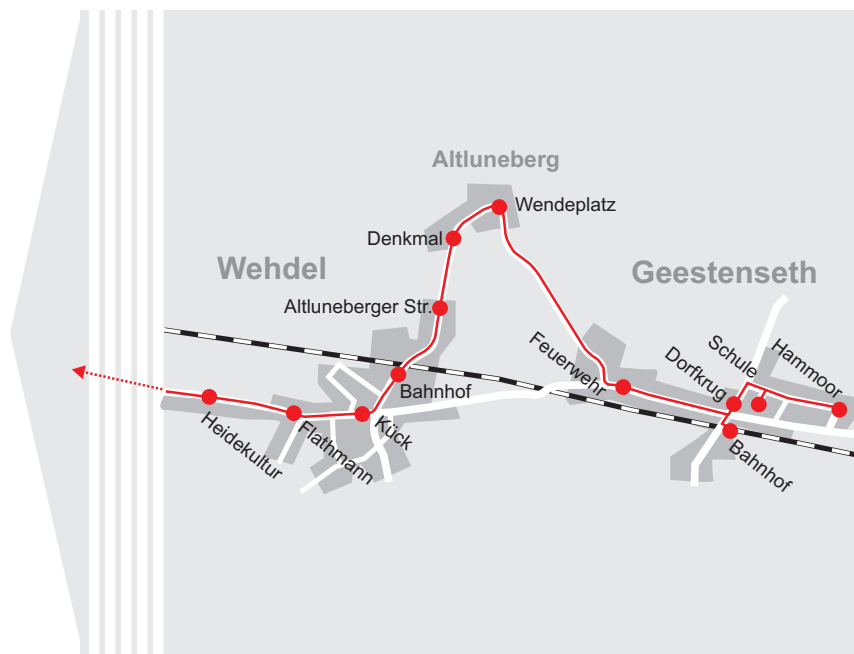 Altluneberg
Wendeplatz
Denkmal
Wehdel
Geestenseth
Altluneberger Str.
Feuerwehr
Dorfkrug
Schule
Hammoor
Bahnhof
Heidekultur
Flathmann
Kück
Bahnhof